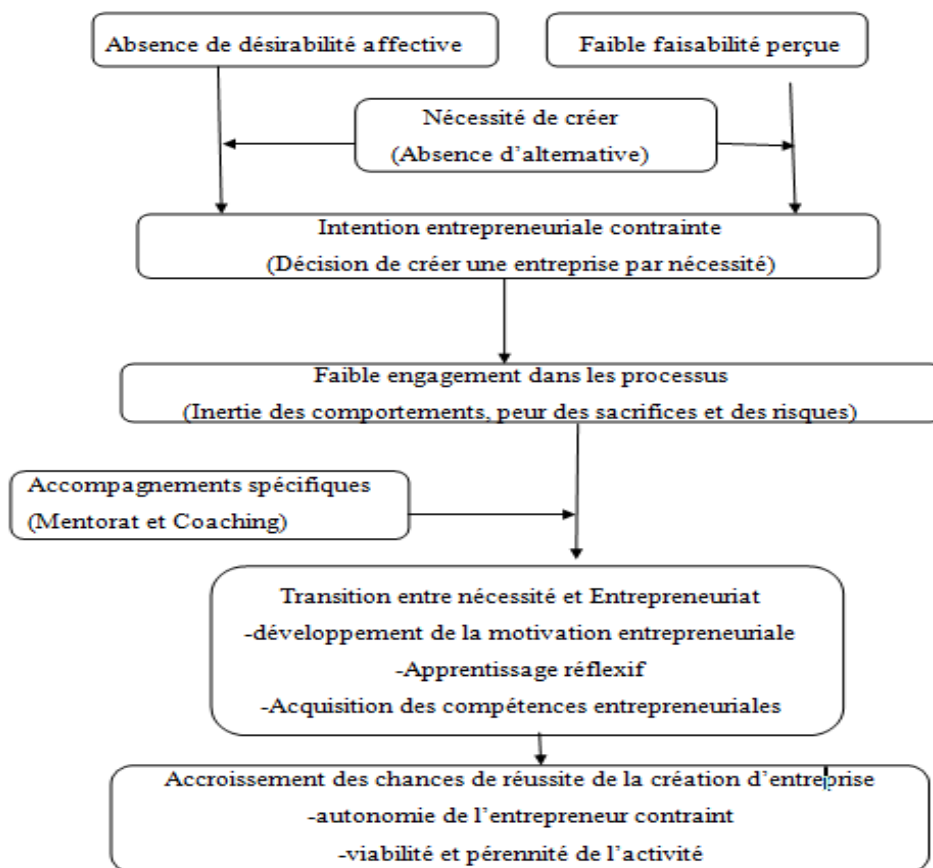 Absence de désirabilité affective
Faible faisabilité perçue
Nécessité de créer
(Absence d'alternative)
Intention entrepreneuriale contrainte
(Décision de créer une entreprise par nécessité)
Faible engagement dans les processus
(Inertie des comportements, peur des sacrifices et des risques)
Accompagnements spécifiques
(Mentorat et Coaching)
Transition entre nécessité et Entrepreneuriat
-développement de la motivation entrepreneuriale
-Apprentissage réflexif
-Acquisition des compétences entrepreneuriales
Accroissement des chances de réussite de la création d'entreprise
-autonomie de l'entrepreneur contraint
-viabilité et pérennité de l'activité